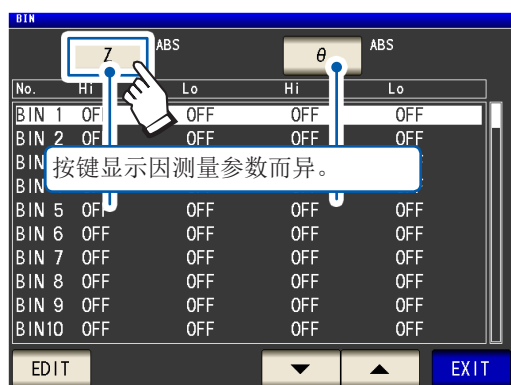 BIN
Z ABS θ ABS
No. Hi Lo Hi Lo
BIN 1 OFF OFF OFF OFF
BIN 2 OFF OFF OFF OFF
BIN
按键显示因测量参数而异。
BIN
BIN 5 OFF OFF OFF OFF
BIN 6 OFF OFF OFF OFF
BIN 7 OFF OFF OFF OFF
BIN 8 OFF OFF OFF OFF
BIN 9 OFF OFF OFF OFF
BIN10 OFF OFF OFF OFF
EDIT ▼ ▲ EXIT